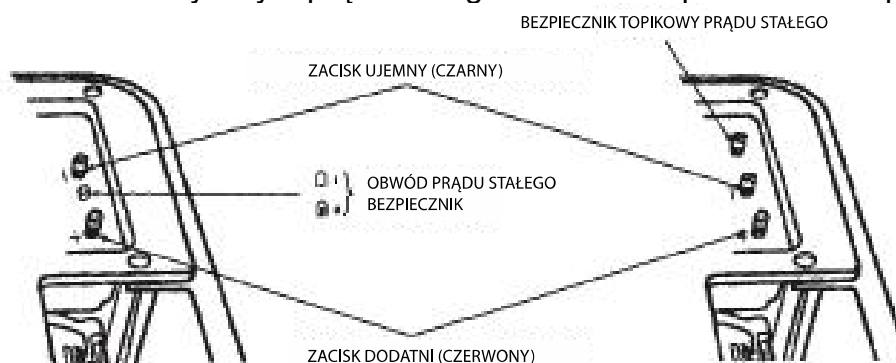 BEZPIECZNIK TOPIKOWY PRĄDU STAŁEGO
ZACISK UJEMNY (CZARNY)
OBWÓD PRĄDU STAŁEGO
BEZPIECZNIK
ZACISK DODATNI (CZERWONY)